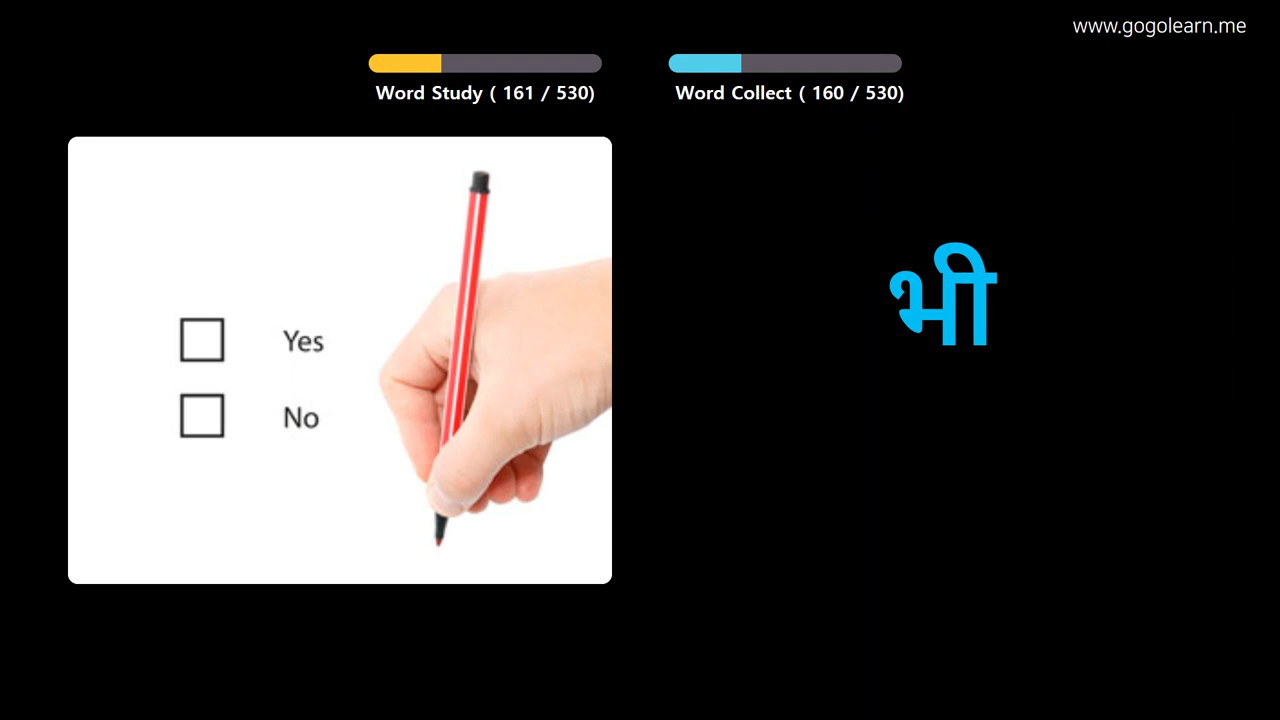 www.gogolearn.me
Word Study ( 161 / 530)
Word Collect ( 160 / 530)
Yes
No
भी